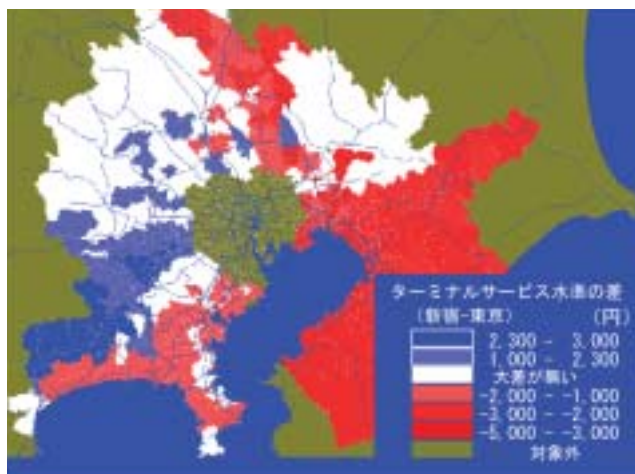 ターミナルサービス水準の差
(新宿-東京) (円)
2,300 - 3,000
1,000 - 2,300
大差が無い
-2,000 - -1,000
-3,000 - -2,000
-5,000 - -3,000
対象外